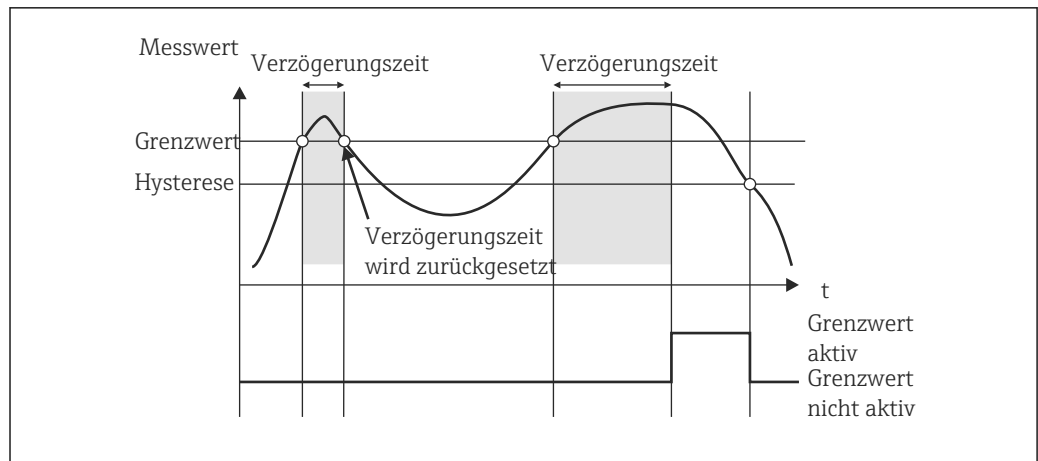 Messwert
Verzögerungszeit
Verzögerungszeit
Grenzwert
Hysterese
Verzögerungszeit
wird zurückgesetzt
t
Grenzwert
aktiv
Grenzwert
nicht aktiv